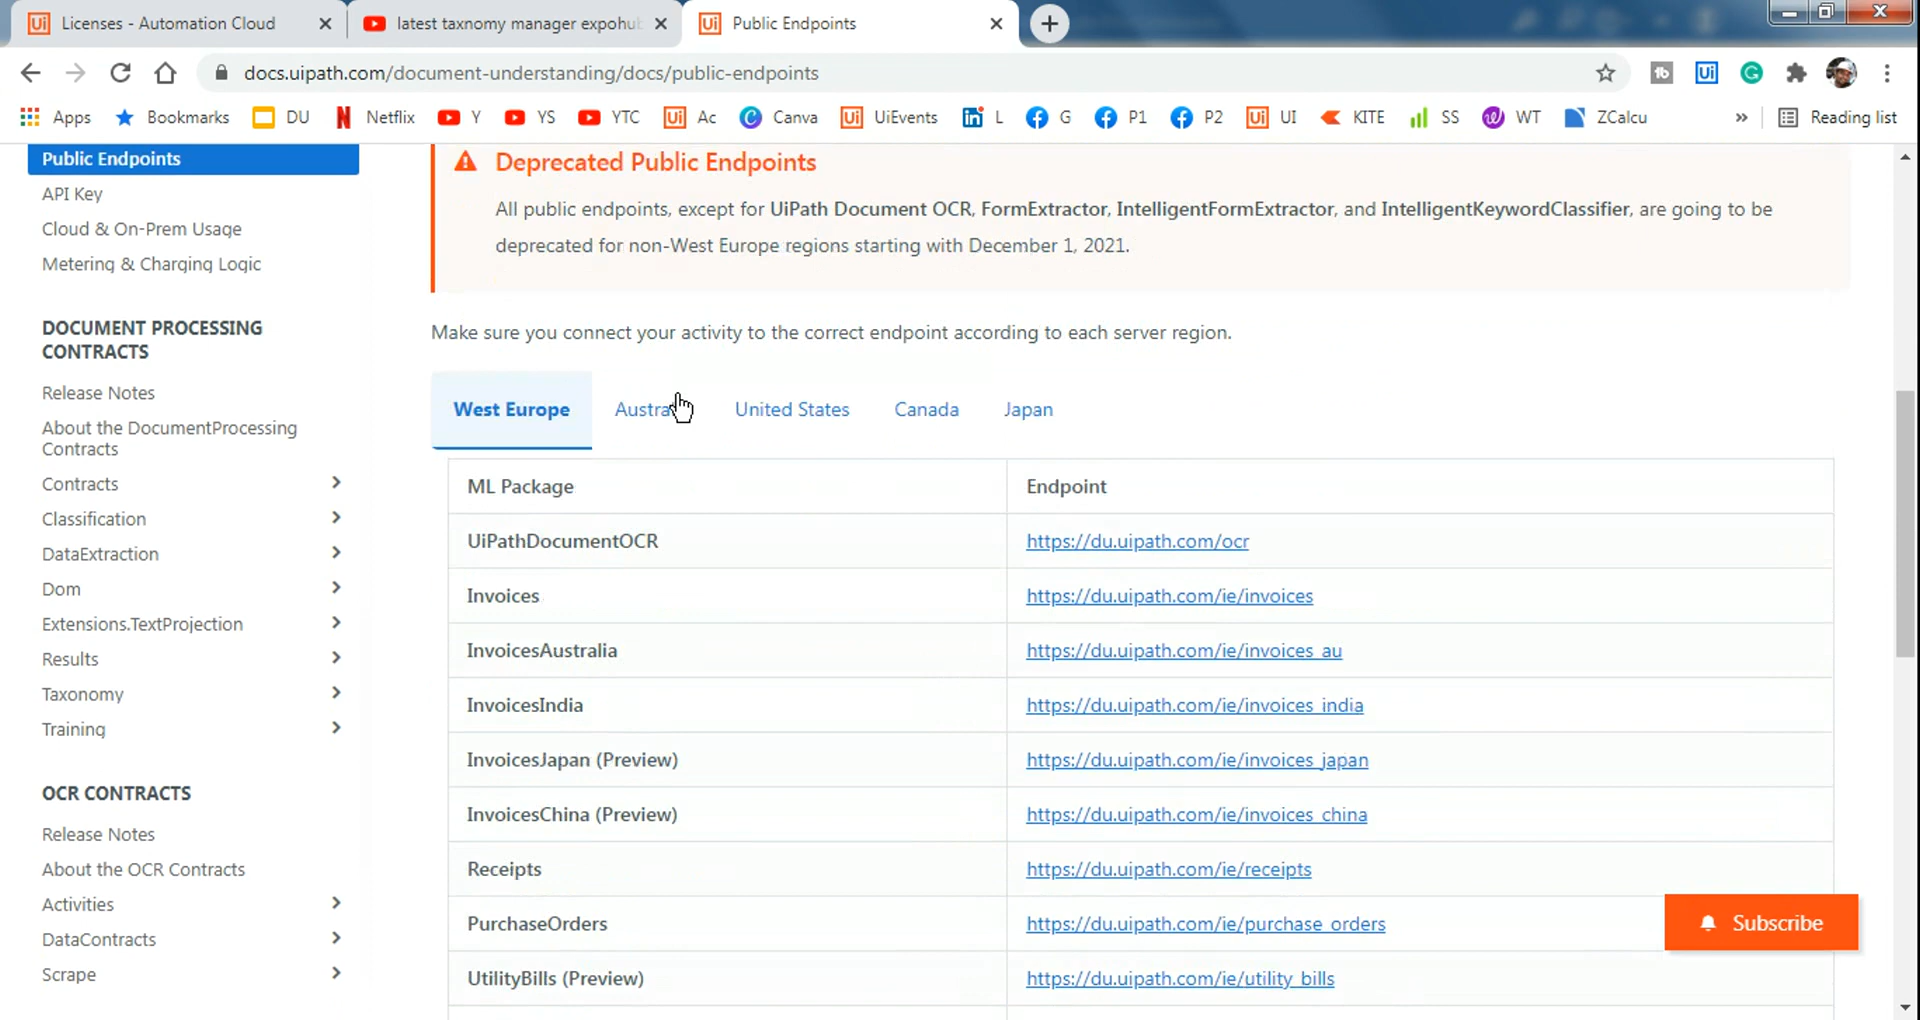 Licenses - Automation Cloud
latest taxnomy manager expohub
Public Endpoints
docs.uipath.com/document-understanding/docs/public-endpoints
Apps
Bookmarks
DU
Netflix
Y
YS
YTC
Ac
Canva
UiEvents
L
G
P1
P2
UI
KITE
SS
WT
ZCalcu
»
Reading list
Public Endpoints
API Key
Cloud & On-Prem Usage
Metering & Charging Logic
DOCUMENT PROCESSING
CONTRACTS
Release Notes
About the DocumentProcessing
Contracts
Contracts
Classification
DataExtraction
Dom
Extensions.TextProjection
Results
Taxonomy
Training
OCR CONTRACTS
Release Notes
About the OCR Contracts
Activities
DataContracts
Scrape
Deprecated Public Endpoints
All public endpoints, except for UiPath Document OCR, FormExtractor, IntelligentFormExtractor, and IntelligentKeywordClassifier, are going to be
deprecated for non-West Europe regions starting with December 1, 2021.
Make sure you connect your activity to the correct endpoint according to each server region.
West Europe Austra United States Canada Japan
ML Package Endpoint
UiPathDocumentOCR https://du.uipath.com/ocr
Invoices https://du.uipath.com/ie/invoices
InvoicesAustralia https://du.uipath.com/ie/invoices_au
InvoicesIndia https://du.uipath.com/ie/invoices_india
InvoicesJapan (Preview) https://du.uipath.com/ie/invoices_japan
InvoicesChina (Preview) https://du.uipath.com/ie/invoices_china
Receipts https://du.uipath.com/ie/receipts
PurchaseOrders https://du.uipath.com/ie/purchase_orders
UtilityBills (Preview) https://du.uipath.com/ie/utility_bills
Subscribe